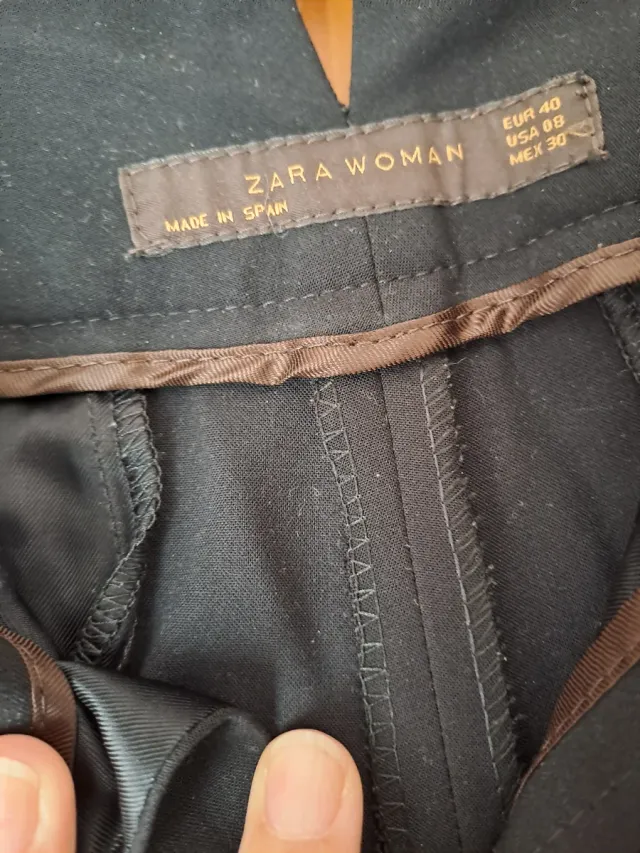 ZARA WOMAN
MADE IN SPAIN
EUR 40
USA 08
MEX 30